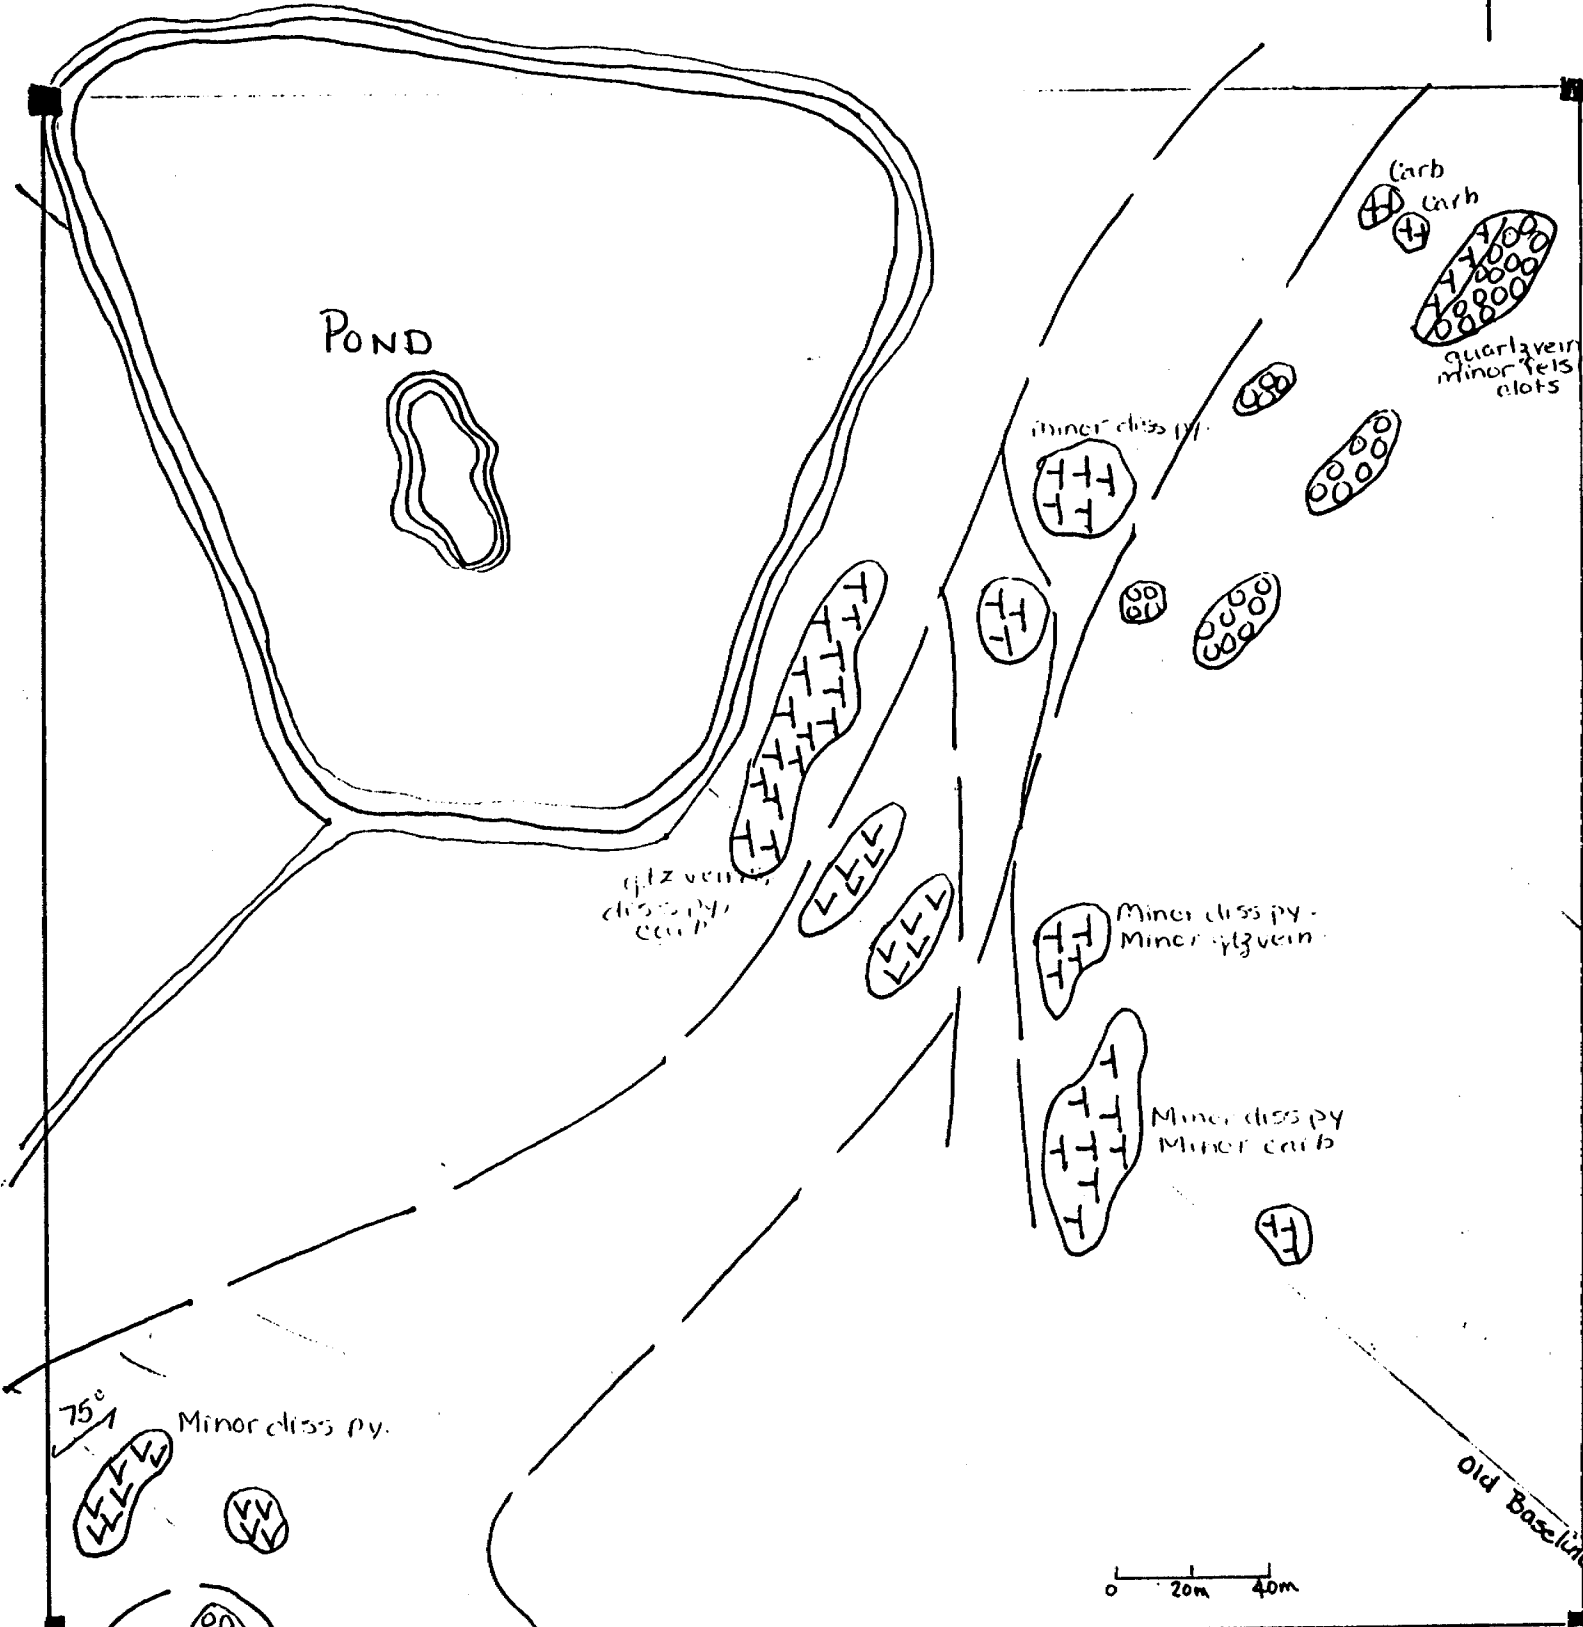 Carb
Carb
POND
quartz vein
minor fels
clots
minor diss py.
qtz vein,
diss py,
carb
Minor diss py.
Minor qtz vein
Minor diss py
Minor carb
75°
Minor diss py.
Old Baseline
0 20m 40m